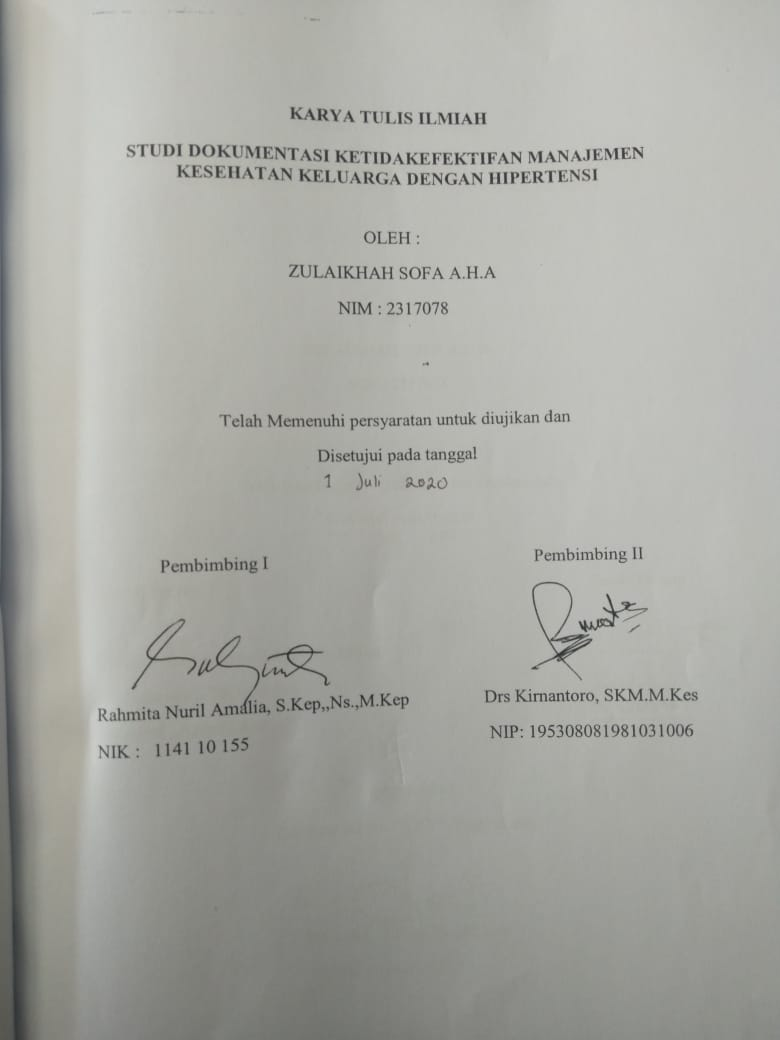 KARYA TULIS ILMIAH
STUDI DOKUMENTASI KETIDAKEFEKTIFAN MANAJEMEN
KESEHATAN KELUARGA DENGAN HIPERTENSI
OLEH :
ZULAIKHAH SOFA A.H.A
NIM : 2317078
Telah Memenuhi persyaratan untuk diujikan dan
Disetujui pada tanggal
1 Juli 2020
Pembimbing I
Pembimbing II
Rahmita Nuril Amalia, S.Kep,,Ns.,M.Kep
Drs Kirnantoro, SKM.M.Kes
NIK : 1141 10 155
NIP: 195308081981031006